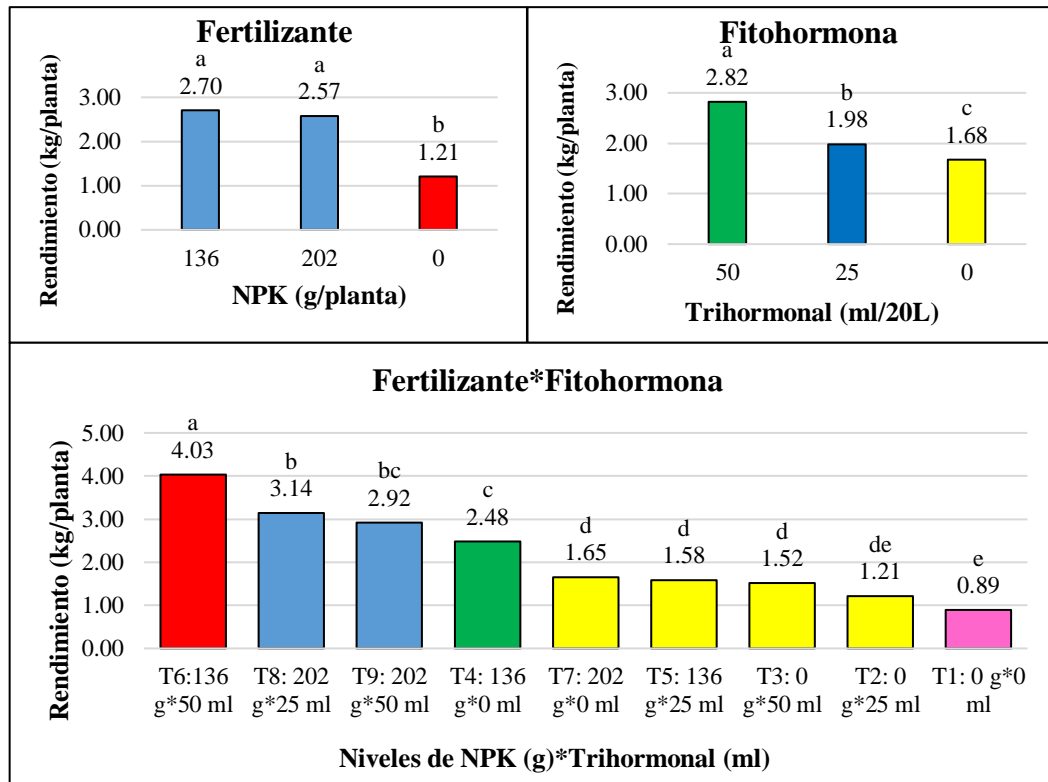 Fertilizante
a
2.70
a
2.57
b
1.21
3.00
2.00
1.00
0.00
136
202
0
NPK (g/planta)
Rendimiento (kg/planta)
Fitohormona
a
2.82
b
1.98
c
1.68
3.00
2.00
1.00
0.00
50
25
0
Trihormonal (ml/20L)
Rendimiento (kg/planta)
Fertilizante*Fitohormona
a
4.03
b
3.14
bc
2.92
c
2.48
d
1.65
d
1.58
d
1.52
de
1.21
e
0.89
5.00
4.00
3.00
2.00
1.00
0.00
T6:136
g*50 ml
T8: 202
g*25 ml
T9: 202
g*50 ml
T4: 136
g*0 ml
T7: 202
g*0 ml
T5: 136
g*25 ml
T3: 0
g*50 ml
T2: 0
g*25 ml
T1: 0 g*0
ml
Rendimiento (kg/planta)
Niveles de NPK (g)*Trihormonal (ml)